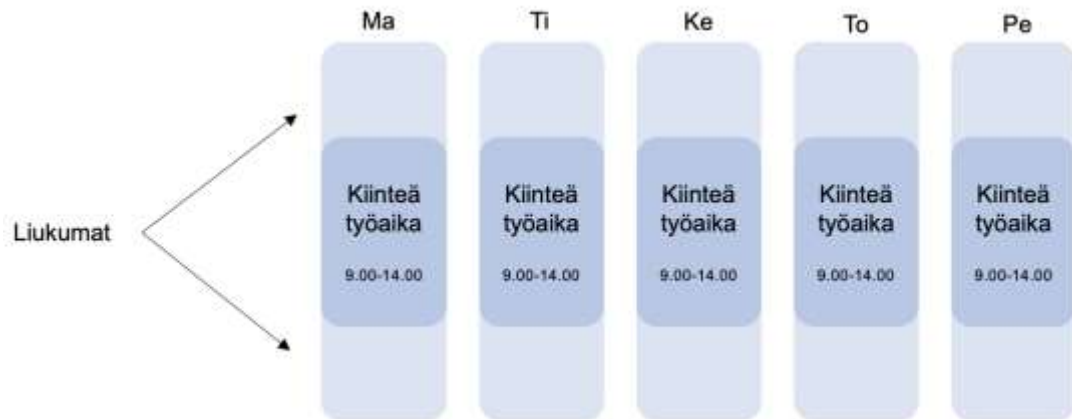 Ma Ti Ke To Pe
Liukumat
Kiinteä
työaika
9.00-14.00
Kiinteä
työaika
9.00-14.00
Kiinteä
työaika
9.00-14.00
Kiinteä
työaika
9.00-14.00
Kiinteä
työaika
9.00-14.00